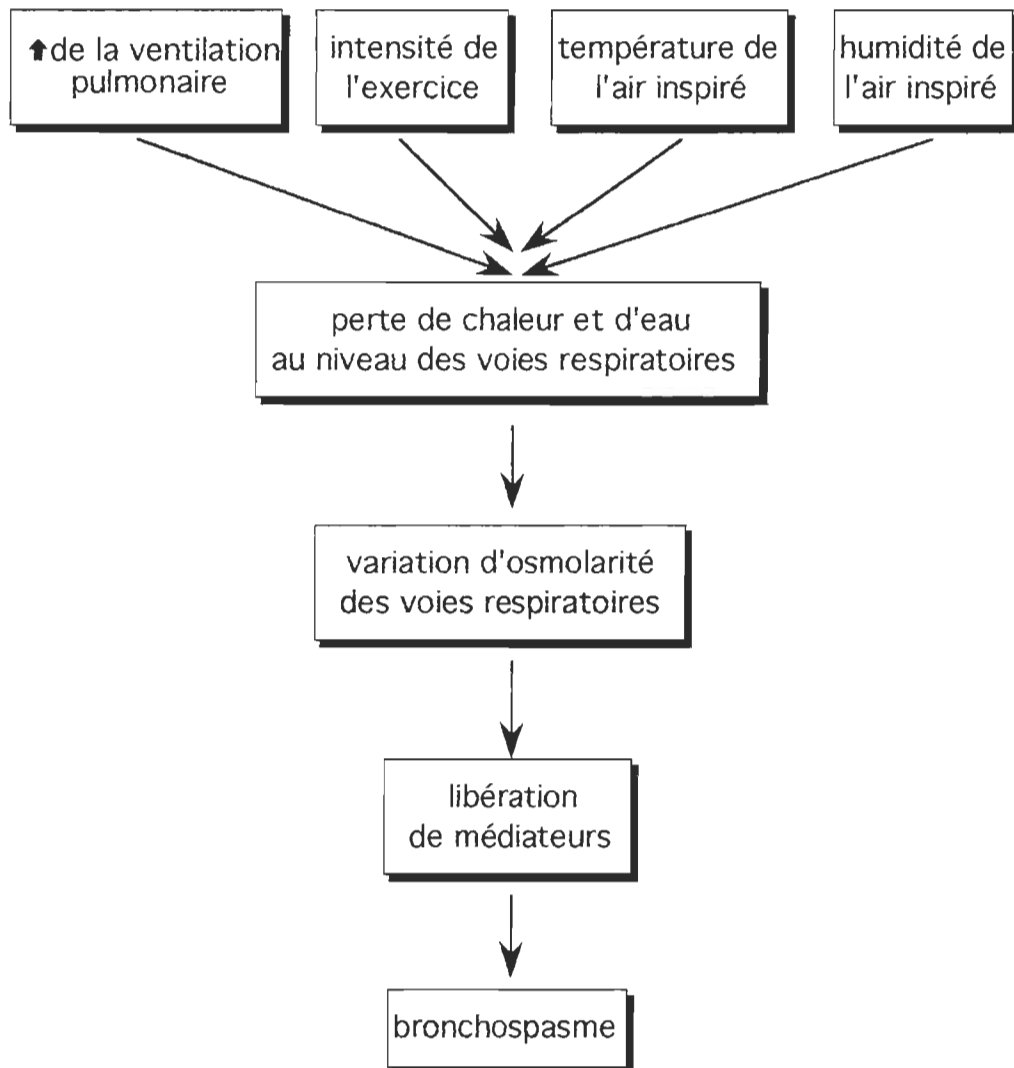 ⬆de la ventilation
pulmonaire
intensité de
l'exercice
température de
l'air inspiré
humidité de
l'air inspiré
perte de chaleur et d'eau
au niveau des voies respiratoires
variation d'osmolarité
des voies respiratoires
libération
de médiateurs
bronchospasme